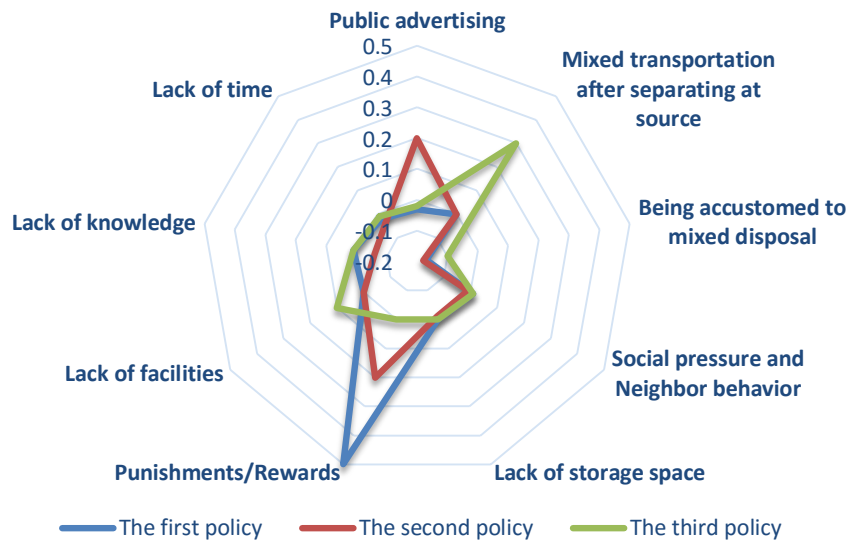 Public advertising
0.5
0.4
0.3
0.2
0.1
0
-0.1
-0.2
Mixed transportation
after separating at
source
Being accustomed to
mixed disposal
Social pressure and
Neighbor behavior
Lack of storage space
Punishments/Rewards
Lack of facilities
Lack of knowledge
Lack of time
The first policy
The second policy
The third policy